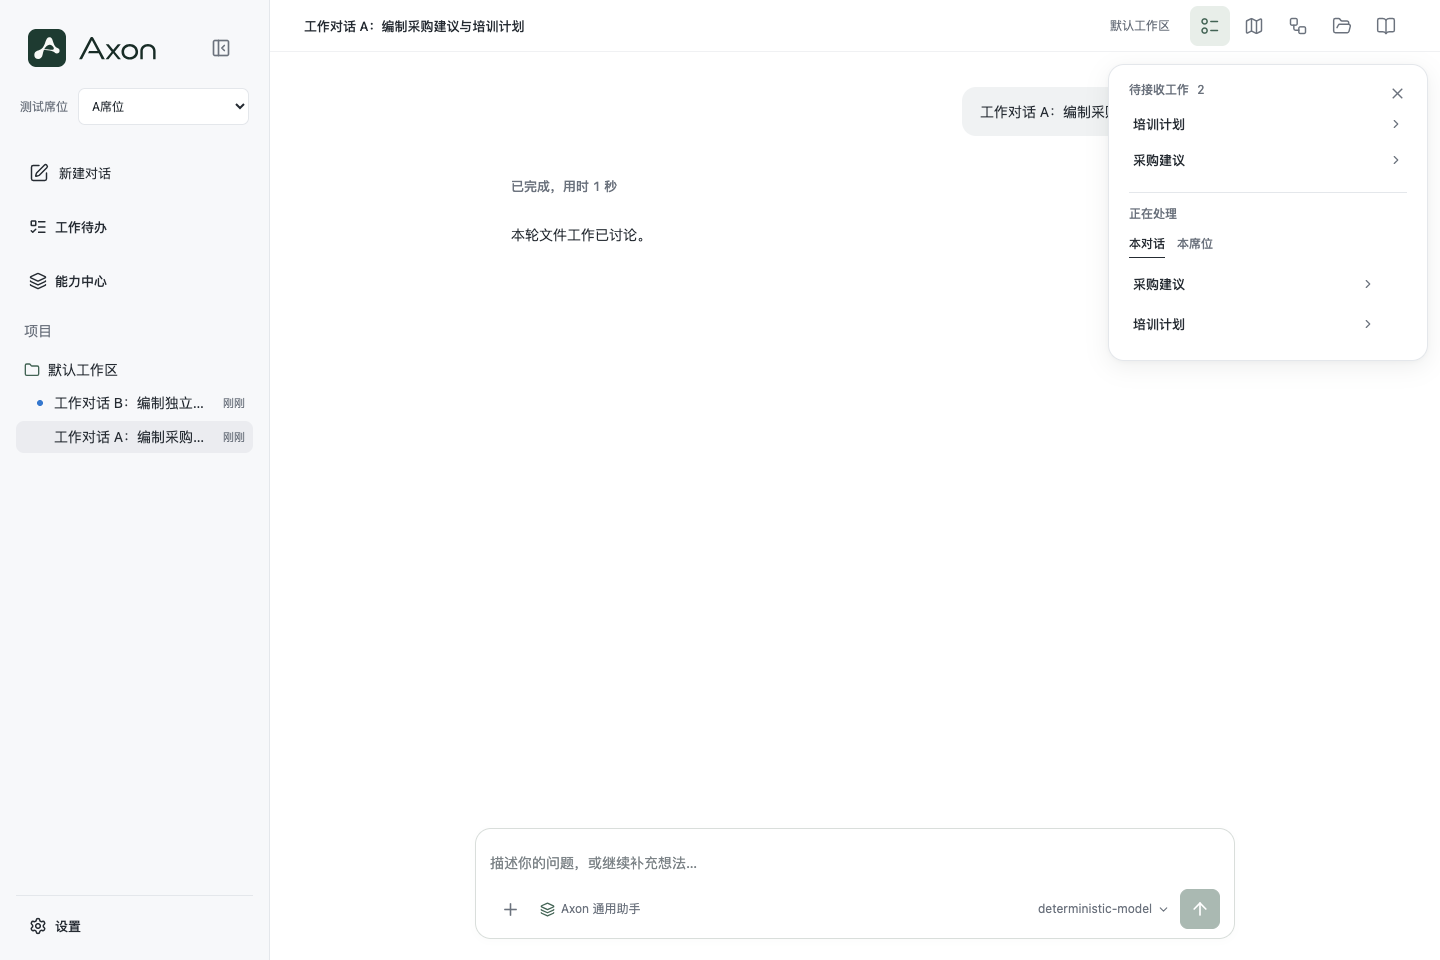 Axon
测试席位
A席位
新建对话
工作待办
能力中心
项目
默认工作区
工作对话 B：编制独立... 刚刚
工作对话 A：编制采购... 刚刚
设置
工作对话 A：编制采购建议与培训计划
默认工作区
工作对话 A：编制采
已完成，用时 1 秒
本轮文件工作已讨论。
待接收工作 2
培训计划
采购建议
正在处理
本对话 本席位
采购建议
培训计划
描述你的问题，或继续补充想法...
Axon 通用助手
deterministic-model